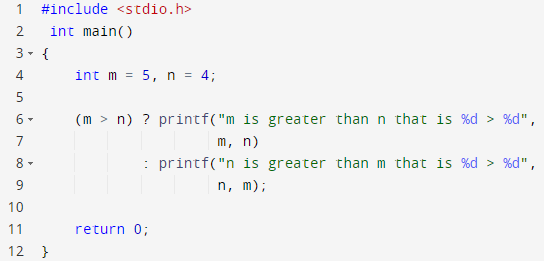 1 #include <stdio.h>
2 int main()
3 {
4 int m = 5, n = 4;
5
6 (m > n) ? printf("m is greater than n that is %d > %d",
7 m, n)
8 : printf("n is greater than m that is %d > %d",
9 n, m);
10
11 return 0;
12 }